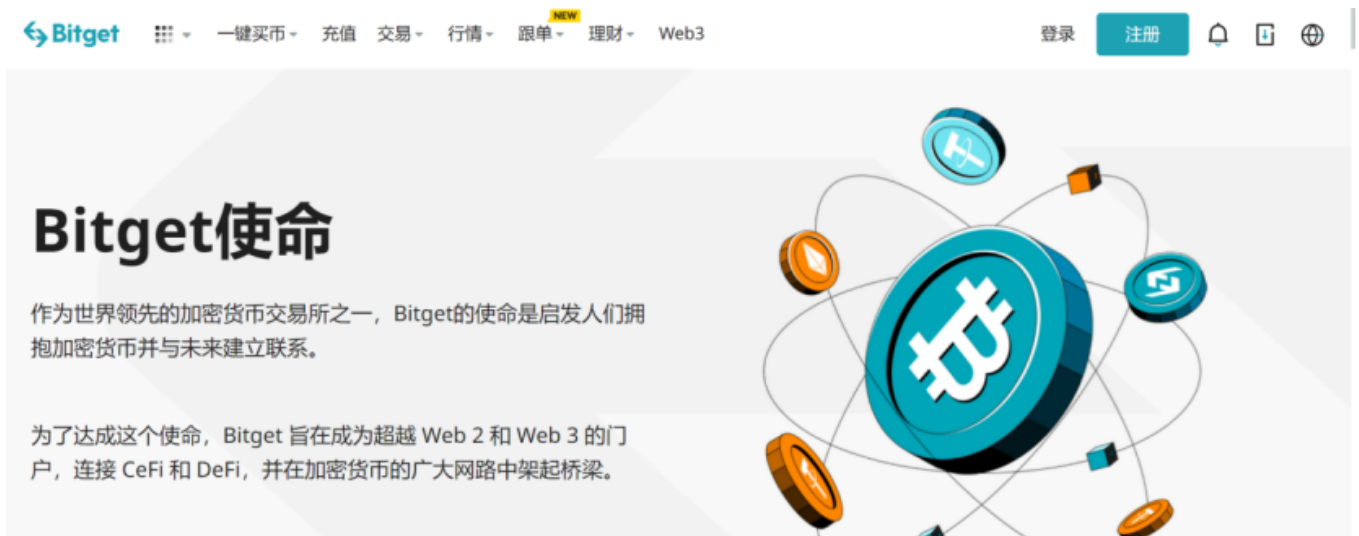 Bitget 一键买币 充值 交易 行情 跟单 NEW 理财 Web3 登录 注册
Bitget使命
作为世界领先的加密货币交易所之一，Bitget的使命是启发人们拥
抱加密货币并与未来建立联系。
为了达成这个使命，Bitget 旨在成为超越 Web 2 和 Web 3 的门
户，连接 CeFi 和 DeFi，并在加密货币的广大网路中架起桥梁。